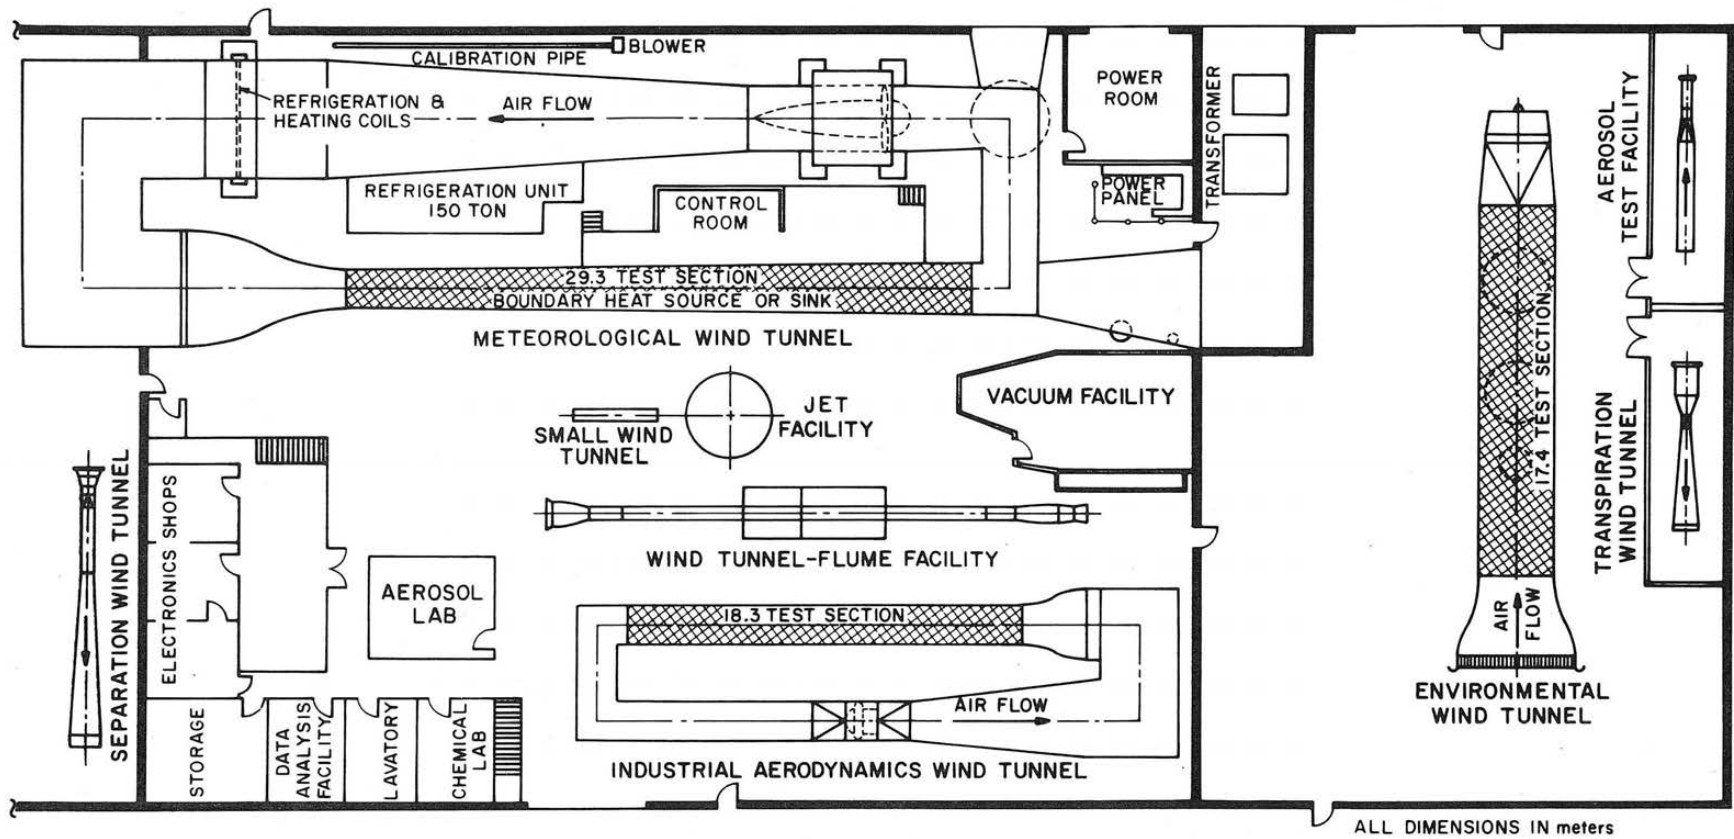 BLOWER
CALIBRATION PIPE
REFRIGERATION &
HEATING COILS
AIR FLOW
POWER
ROOM
TRANSFORMER
REFRIGERATION UNIT
150 TON
CONTROL
ROOM
POWER
PANEL
29.3 TEST SECTION
BOUNDARY HEAT SOURCE OR SINK
METEOROLOGICAL WIND TUNNEL
AEROSOL
TEST FACILITY
JET
FACILITY
SMALL WIND
TUNNEL
VACUUM FACILITY
17.4 TEST SECTION
TRANSPIRATION
WIND TUNNEL
SEPARATION WIND TUNNEL
ELECTRONICS SHOPS
WIND TUNNEL-FLUME FACILITY
AEROSOL
LAB
18.3 TEST SECTION
AIR
FLOW
ENVIRONMENTAL
WIND TUNNEL
AIR FLOW
STORAGE
DATA
ANALYSIS
FACILITY
LAVATORY
CHEMICAL
LAB
INDUSTRIAL AERODYNAMICS WIND TUNNEL
ALL DIMENSIONS IN meters